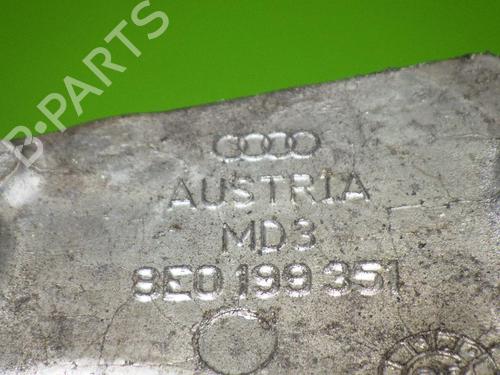 B·PARTS
AUSTRIA
MD3
8E0 199 351